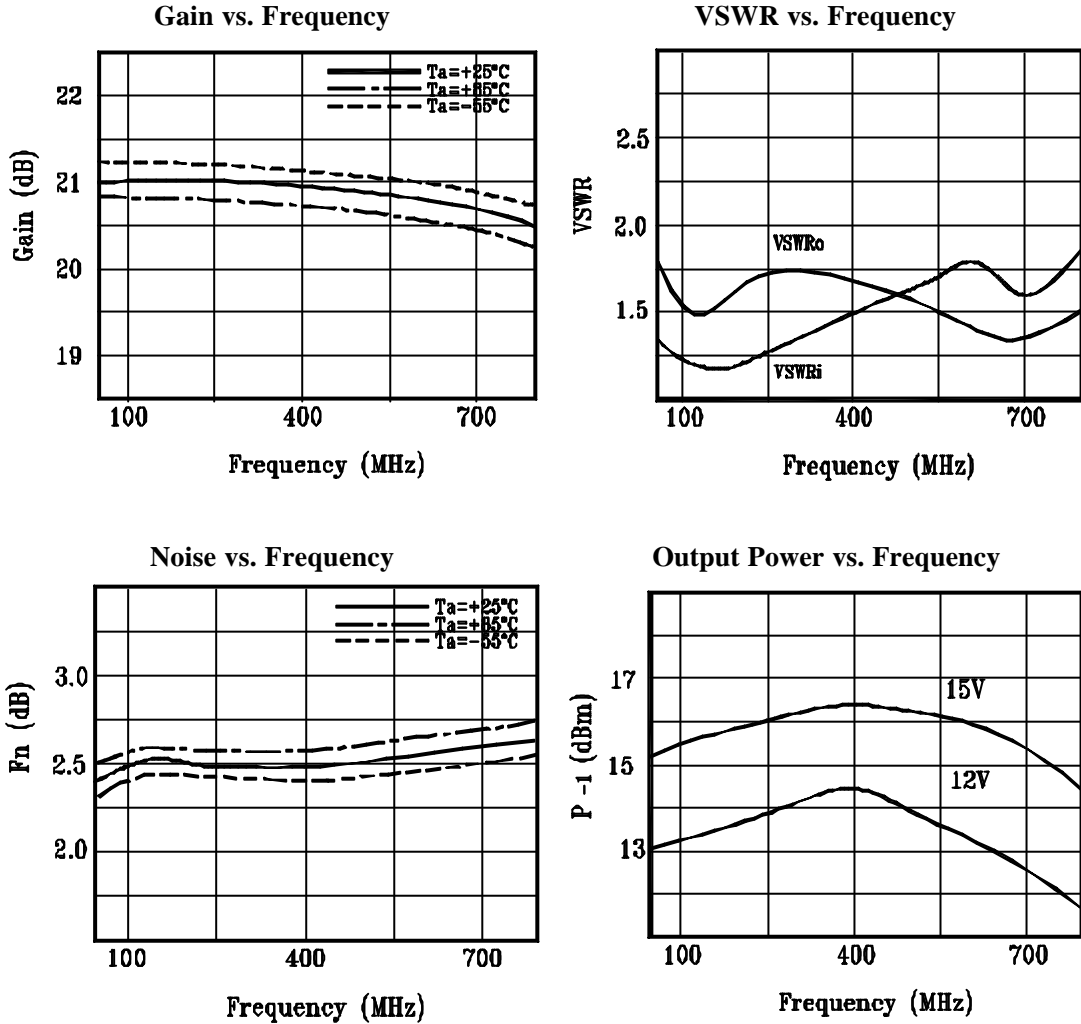 Gain vs. Frequency
Ta=+25°C
Ta=+85°C
Ta=-55°C
22
21
20
19
Gain (dB)
100 400 700
Frequency (MHz)
VSWR vs. Frequency
2.5
2.0
1.5
VSWR
VSWRo
VSWRi
100 400 700
Frequency (MHz)
Noise vs. Frequency
Ta=+25°C
Ta=+85°C
Ta=-55°C
3.0
2.5
2.0
Fn (dB)
100 400 700
Frequency (MHz)
Output Power vs. Frequency
17
15
13
P -1 (dBm)
15V
12V
100 400 700
Frequency (MHz)